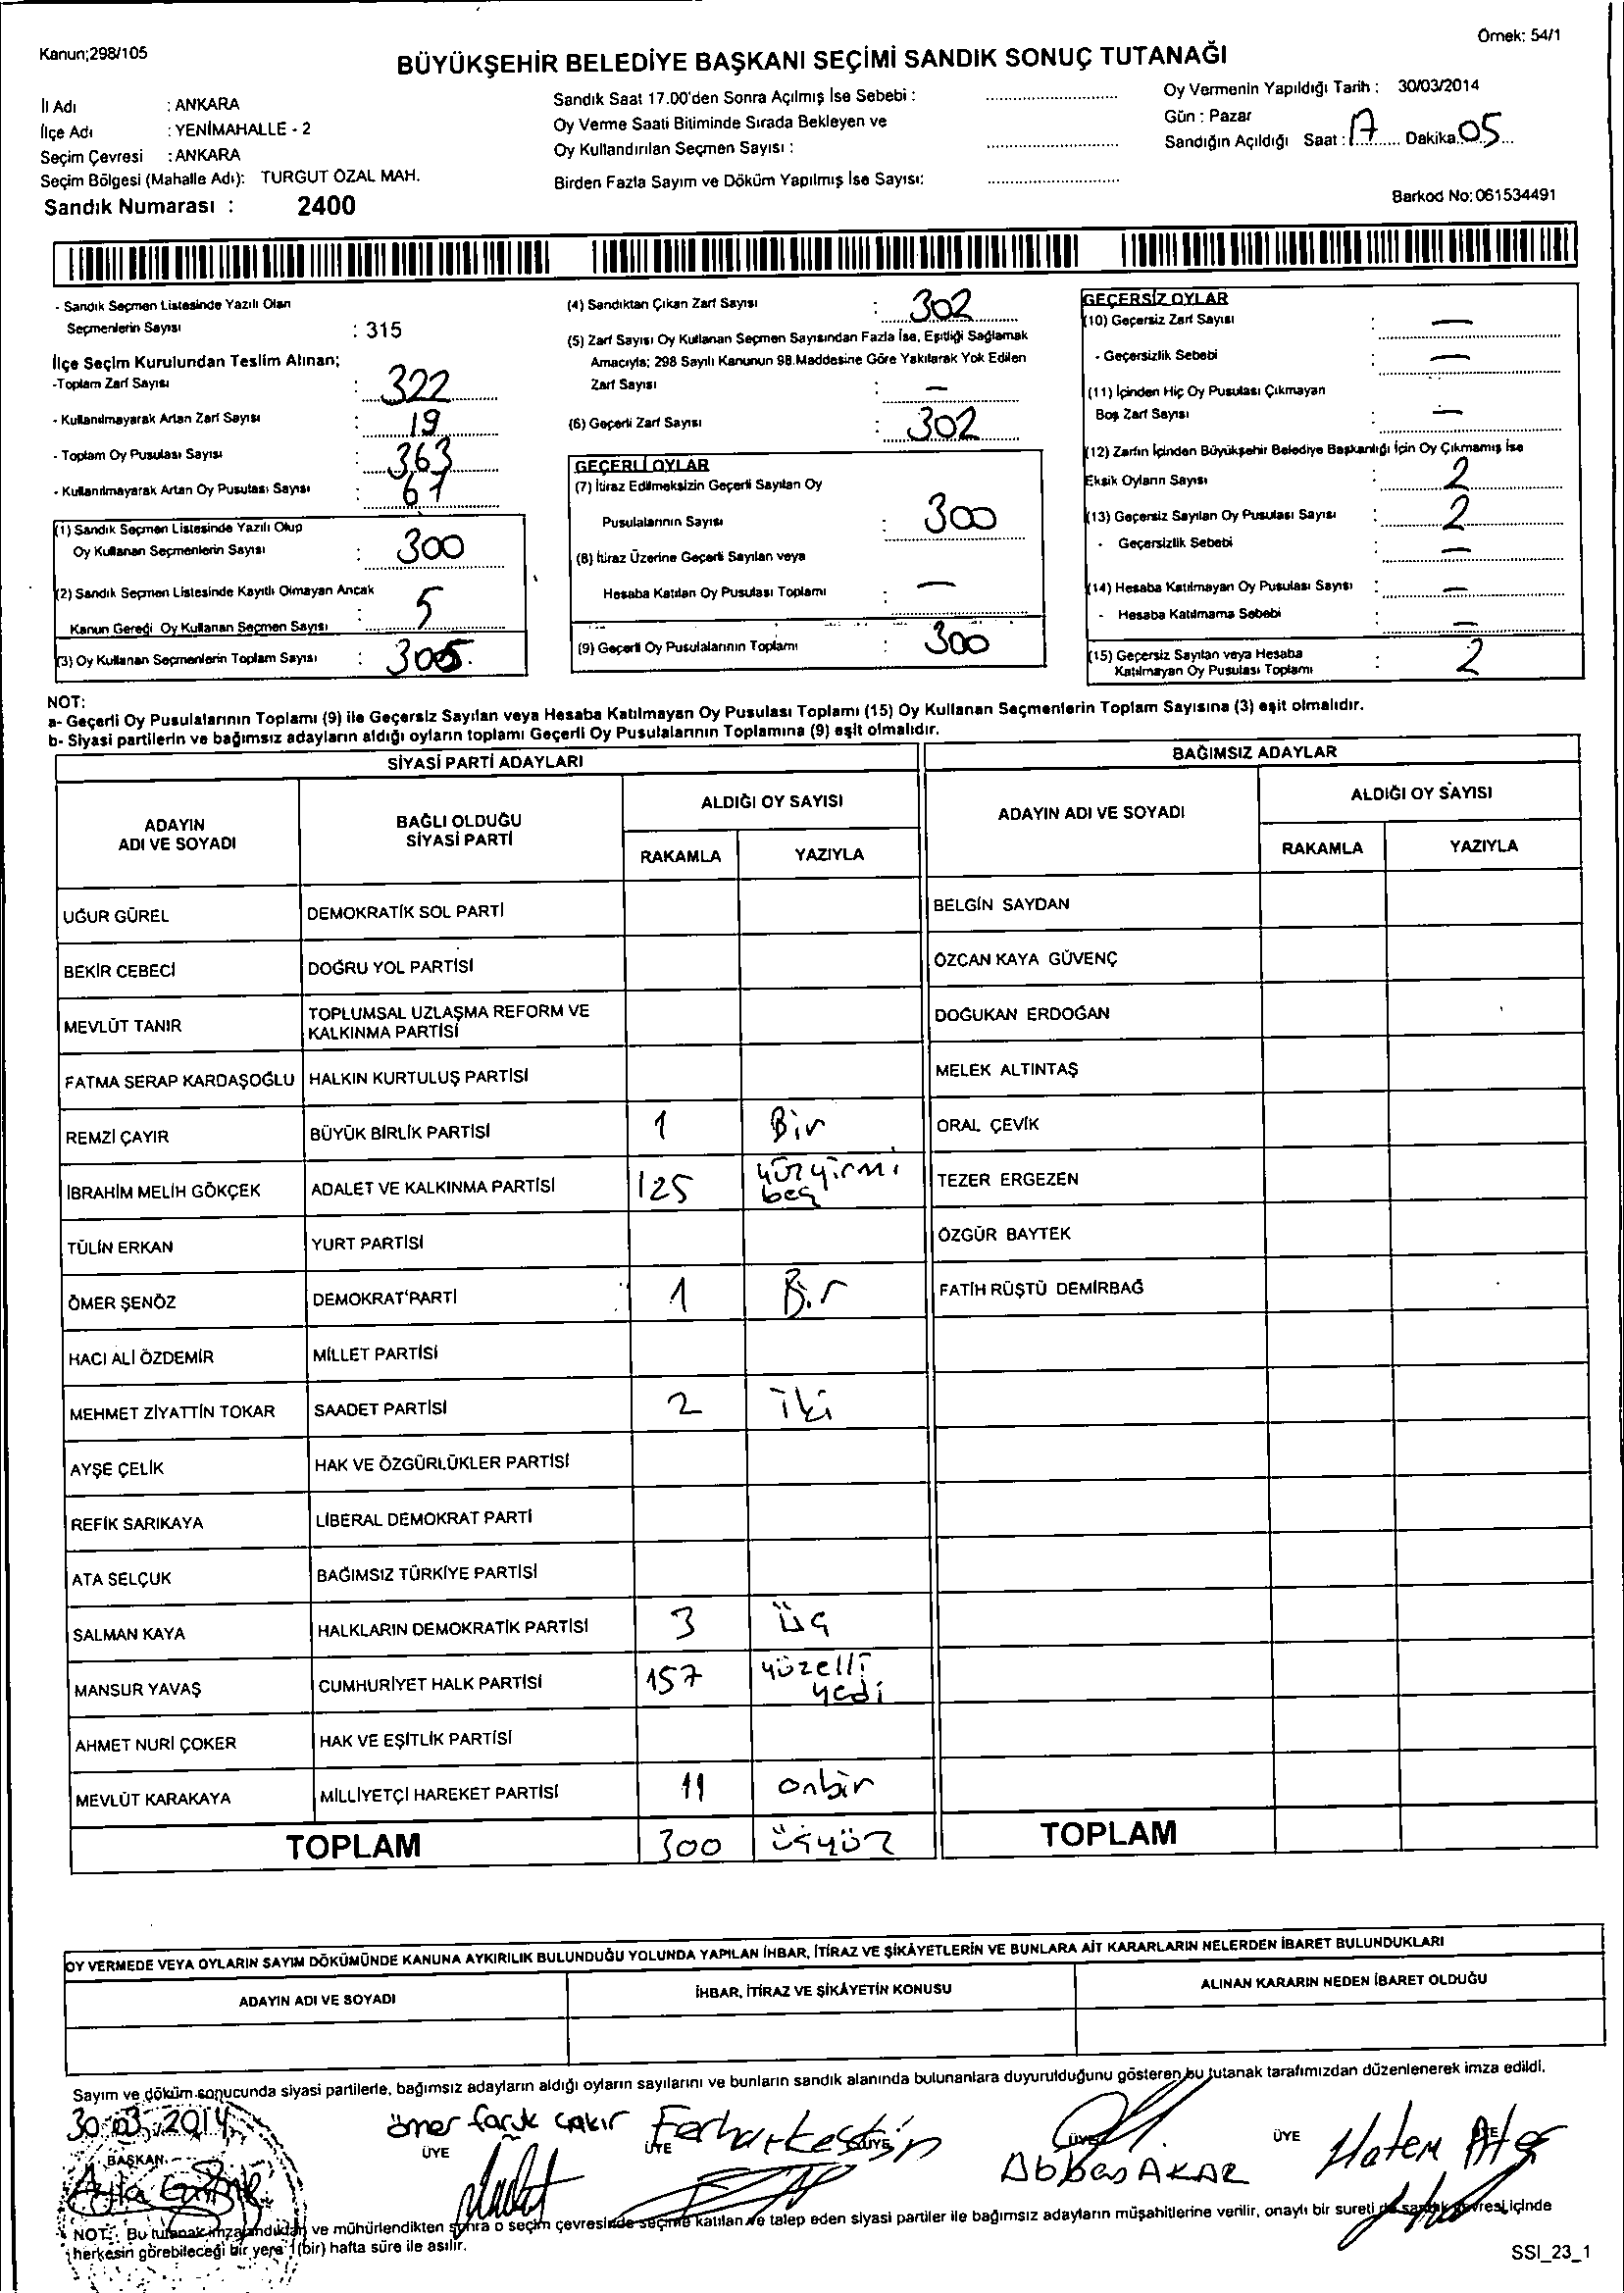 Örnek: 54/1
Kanun;298/105
BÜYÜKŞEHİR BELEDİYE BAŞKANI SEÇİMİ SANDIK SONUÇ TUTANAĞI
İl Adı : ANKARA
İlçe Adı : YENİMAHALLE - 2
Seçim Çevresi : ANKARA
Seçim Bölgesi (Mahalle Adı): TURGUT ÖZAL MAH.
Sandık Numarası : 2400
Sandık Saat 17.00'den Sonra Açılmış İse Sebebi :
Oy Verme Saati Bitiminde Sırada Bekleyen ve
Oy Kullandırılan Seçmen Sayısı :
Birden Fazla Sayım ve Döküm Yapılmış İse Sayısı:
Oy Vermenin Yapıldığı Tarih : 30/03/2014
Gün : Pazar
Sandığın Açıldığı Saat : 17 Dakika 05
Barkod No: 061534491
- Sandık Seçmen Listesinde Yazılı Olan
Seçmenlerin Sayısı : 315
İlçe Seçim Kurulundan Teslim Alınan;
-Toplam Zarf Sayısı : 322
- Kullanılmayarak Artan Zarf Sayısı : 19
- Toplam Oy Pusulası Sayısı : 363
- Kullanılmayarak Artan Oy Pusulası Sayısı : 61
(1) Sandık Seçmen Listesinde Yazılı Olup
Oy Kullanan Seçmenlerin Sayısı : 300
(2) Sandık Seçmen Listesinde Kayıtlı Olmayan Ancak
Kanun Gereği Oy Kullanan Seçmen Sayısı : 5
(3) Oy Kullanan Seçmenlerin Toplam Sayısı : 305
(4) Sandıktan Çıkan Zarf Sayısı : 302
(5) Zarf Sayısı Oy Kullanan Seçmen Sayısından Fazla İse, Eşitliği Sağlamak
Amacıyla; 298 Sayılı Kanunun 98.Maddesine Göre Yakılarak Yok Edilen
Zarf Sayısı : —
(6) Geçerli Zarf Sayısı : 302
GEÇERLİ OYLAR
(7) İtiraz Edilmeksizin Geçerli Sayılan Oy
Pusulalarının Sayısı : 300
(8) İtiraz Üzerine Geçerli Sayılan veya
Hesaba Katılan Oy Pusulası Toplamı : —
(9) Geçerli Oy Pusulalarının Toplamı : 300
GEÇERSİZ OYLAR
(10) Geçersiz Zarf Sayısı : —
- Geçersizlik Sebebi : —
(11) İçinden Hiç Oy Pusulası Çıkmayan
Boş Zarf Sayısı : —
(12) Zarfın İçinden Büyükşehir Belediye Başkanlığı İçin Oy Çıkmamış İse
Eksik Oyların Sayısı : 2
(13) Geçersiz Sayılan Oy Pusulası Sayısı : 2
- Geçersizlik Sebebi : —
(14) Hesaba Katılmayan Oy Pusulası Sayısı : —
- Hesaba Katılmama Sebebi : —
(15) Geçersiz Sayılan veya Hesaba
Katılmayan Oy Pusulası Toplamı : 2
NOT:
a- Geçerli Oy Pusulalarının Toplamı (9) ile Geçersiz Sayılan veya Hesaba Katılmayan Oy Pusulası Toplamı (15) Oy Kullanan Seçmenlerin Toplam Sayısına (3) eşit olmalıdır.
b- Siyasi partilerin ve bağımsız adayların aldığı oyların toplamı Geçerli Oy Pusulalarının Toplamına (9) eşit olmalıdır.
SİYASİ PARTİ ADAYLARI
ADAYIN ADI VE SOYADI BAĞLI OLDUĞU SİYASİ PARTİ ALDIĞI OY SAYISI
RAKAMLA YAZIYLA
UĞUR GÜREL DEMOKRATİK SOL PARTİ
BEKİR CEBECİ DOĞRU YOL PARTİSİ
MEVLÜT TANIR TOPLUMSAL UZLAŞMA REFORM VE KALKINMA PARTİSİ
FATMA SERAP KARDAŞOĞLU HALKIN KURTULUŞ PARTİSİ
REMZİ ÇAYIR BÜYÜK BİRLİK PARTİSİ 1 Bir
İBRAHİM MELİH GÖKÇEK ADALET VE KALKINMA PARTİSİ 125 yüzyirmi beş
TÜLİN ERKAN YURT PARTİSİ
ÖMER ŞENÖZ DEMOKRAT PARTİ 1 Bir
HACI ALİ ÖZDEMİR MİLLET PARTİSİ
MEHMET ZİYATTİN TOKAR SAADET PARTİSİ 2 iki
AYŞE ÇELİK HAK VE ÖZGÜRLÜKLER PARTİSİ
REFİK SARIKAYA LİBERAL DEMOKRAT PARTİ
ATA SELÇUK BAĞIMSIZ TÜRKİYE PARTİSİ
SALMAN KAYA HALKLARIN DEMOKRATİK PARTİSİ 3 üç
MANSUR YAVAŞ CUMHURİYET HALK PARTİSİ 157 yüzelli yedi
AHMET NURİ ÇOKER HAK VE EŞİTLİK PARTİSİ
MEVLÜT KARAKAYA MİLLİYETÇİ HAREKET PARTİSİ 11 onbir
TOPLAM 300 üçyüz
BAĞIMSIZ ADAYLAR
ADAYIN ADI VE SOYADI ALDIĞI OY SAYISI
RAKAMLA YAZIYLA
BELGİN SAYDAN
ÖZCAN KAYA GÜVENÇ
DOĞUKAN ERDOĞAN
MELEK ALTINTAŞ
ORAL ÇEVİK
TEZER ERGEZEN
ÖZGÜR BAYTEK
FATİH RÜŞTÜ DEMİRBAĞ
TOPLAM
OY VERMEDE VEYA OYLARIN SAYIM DÖKÜMÜNDE KANUNA AYKIRILIK BULUNDUĞU YOLUNDA YAPILAN İHBAR, İTİRAZ VE ŞİKÂYETLERİN VE BUNLARA AİT KARARLARIN NELERDEN İBARET BULUNDUKLARI
ADAYIN ADI VE SOYADI İHBAR, İTİRAZ VE ŞİKÂYETİN KONUSU ALINAN KARARIN NEDEN İBARET OLDUĞU
Sayım ve döküm sonucunda siyasi partilerle, bağımsız adayların aldığı oyların sayılarını ve bunların sandık alanında bulunanlara duyurulduğunu gösteren bu tutanak tarafımızdan düzenlenerek imza edildi.
30.03.2014
ömer faruk çakır Ferhat Keskin
BAŞKAN ÜYE ÜYE ÜYE ÜYE ÜYE
Ayla Abbas AKAR Hatem Ateş
NOT: Bu tutanak imzalandıktan ve mühürlendikten sonra o seçim çevresinde seçime katılan ve talep eden siyasi partiler ile bağımsız adayların müşahitlerine verilir, onaylı bir sureti de sandık çevresi içinde
herkesin görebileceği bir yere 1 (bir) hafta süre ile asılır.
SSI_23_1